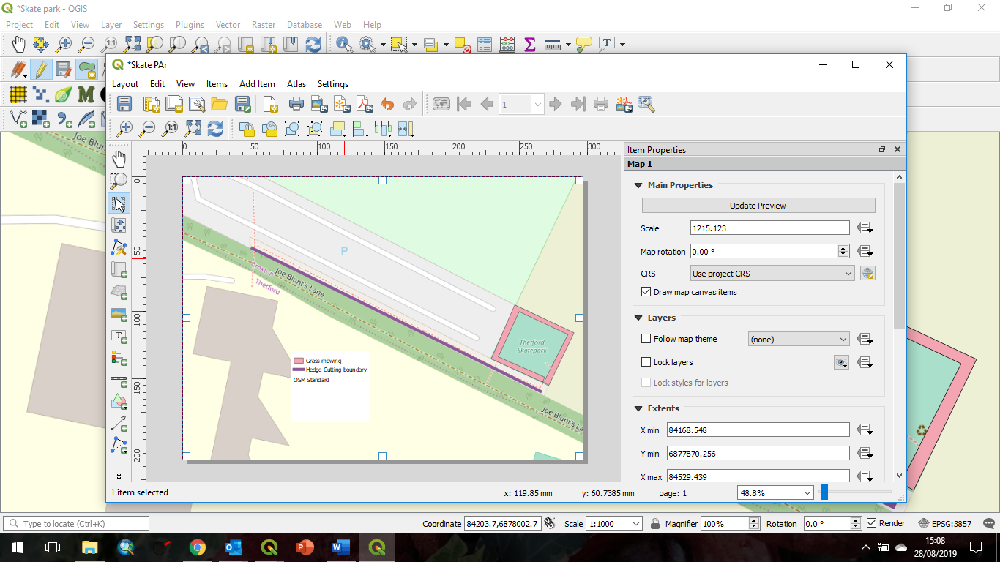 *Skate park - QGIS
Project Edit View Layer Settings Plugins Vector Raster Database Web Help
1:1
T
*Skate PAr
Layout Edit View Items Add Item Atlas Settings
1
1:1
0 50 100 150 200 250 300
Item Properties
Map 1
Main Properties
Update Preview
Scale 1215.123
Map rotation 0.00 °
CRS Use project CRS
Draw map canvas items
Layers
Follow map theme (none)
Lock layers
Lock styles for layers
Extents
X min 84168.548
Y min 6877870.256
X max 84529.439
0
50
100
150
200
Joe Blunt's Lane
P
Croxton
Thetford
Joe Blunt's Lane
Thetford
Skatepark
Grass mowing
Hedge Cutting boundary
OSM Standard
Joe Blunt's La
1 item selected x: 119.85 mm y: 60.7385 mm page: 1 48.8%
Type to locate (Ctrl+K) Coordinate 84203.7,6878002.7 Scale 1:1000 Magnifier 100% Rotation 0.0 ° Render EPSG:3857
15:08
28/08/2019